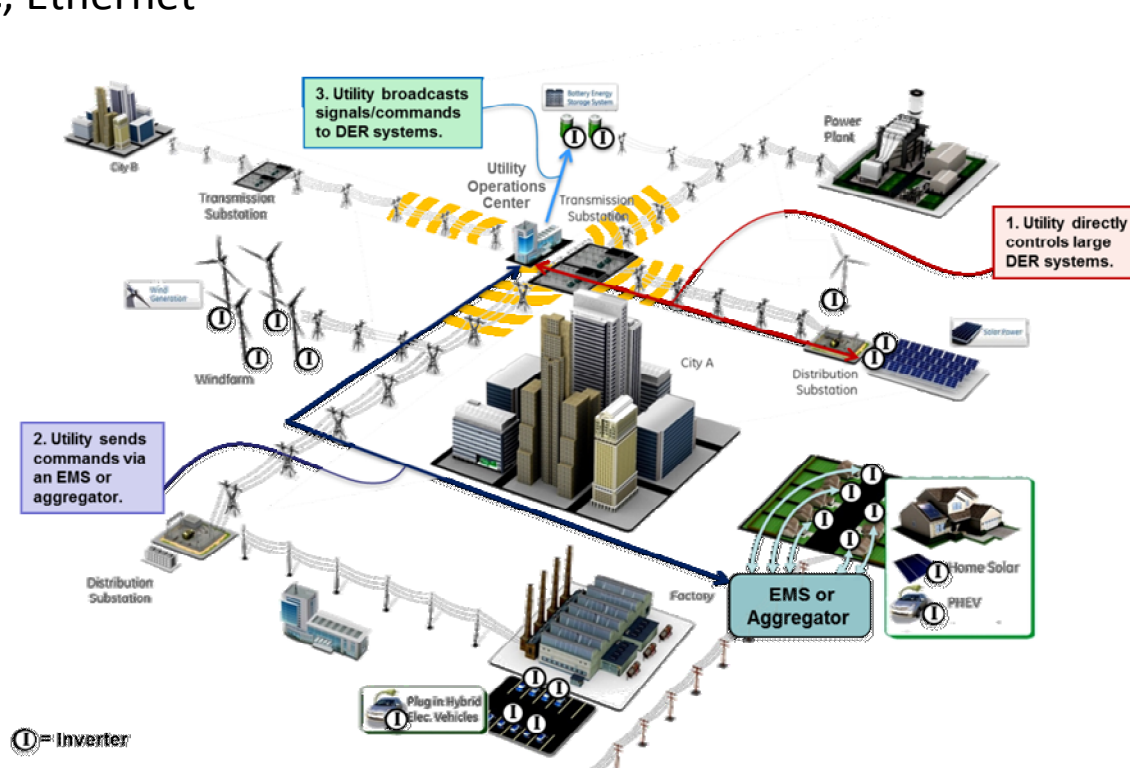 , Ethernet
3. Utility broadcasts
signals/commands
to DER systems.
Battery Energy
Storage System
Power
Plant
City B
Utility
Operations
Center
Transmission
Substation
Transmission
Substation
1. Utility directly
controls large
DER systems.
Wind
Generation
Solar Power
Windfarm
City A
Distribution
Substation
2. Utility sends
commands via
an EMS or
aggregator.
Distribution
Substation
Factory
EMS or
Aggregator
I Home Solar
I PHEV
Plug in Hybrid
Elec. Vehicles
I
I = Inverter